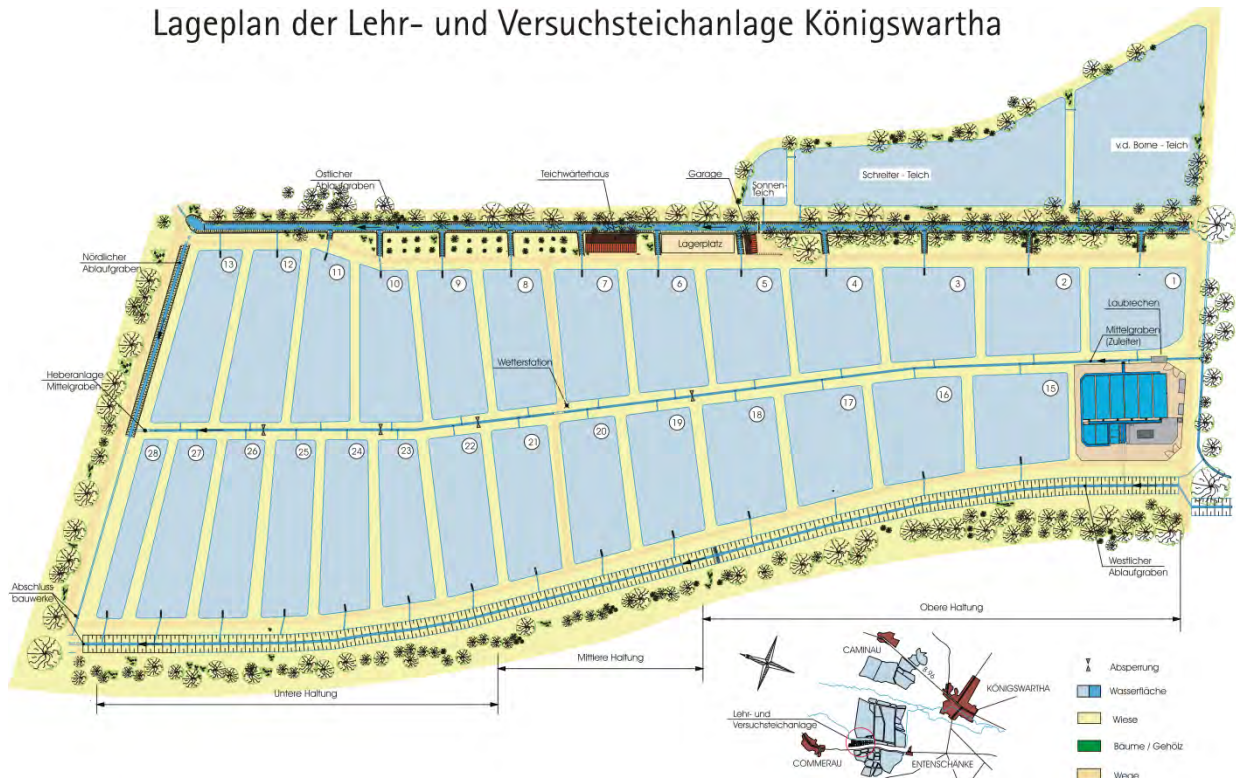 Lageplan der Lehr- und Versuchsteichanlage Königswartha
v.d. Borne - Teich
Schreiter - Teich
Sonnen-
Teich
Östlicher
Ablaufgraben
Teichwärterhaus
Garage
Lagerplatz
Nördlicher
Ablaufgraben
13
12
11
10
9
8
7
6
5
4
3
2
1
Laubrechen
Mittelgraben
(Zuleiter)
Wetterstation
Heberanlage
Mittelgraben
28
27
26
25
24
23
22
21
20
19
18
17
16
15
Westlicher
Ablaufgraben
Abschluss
bauwerke
Obere Haltung
Mittlere Haltung
Untere Haltung
CAMINAU
B 96
KÖNIGSWARTHA
Lehr- und
Versuchsteichanlage
COMMERAU
ENTENSCHÄNKE
Absperrung
Wasserfläche
Wiese
Bäume / Gehölz
Wege